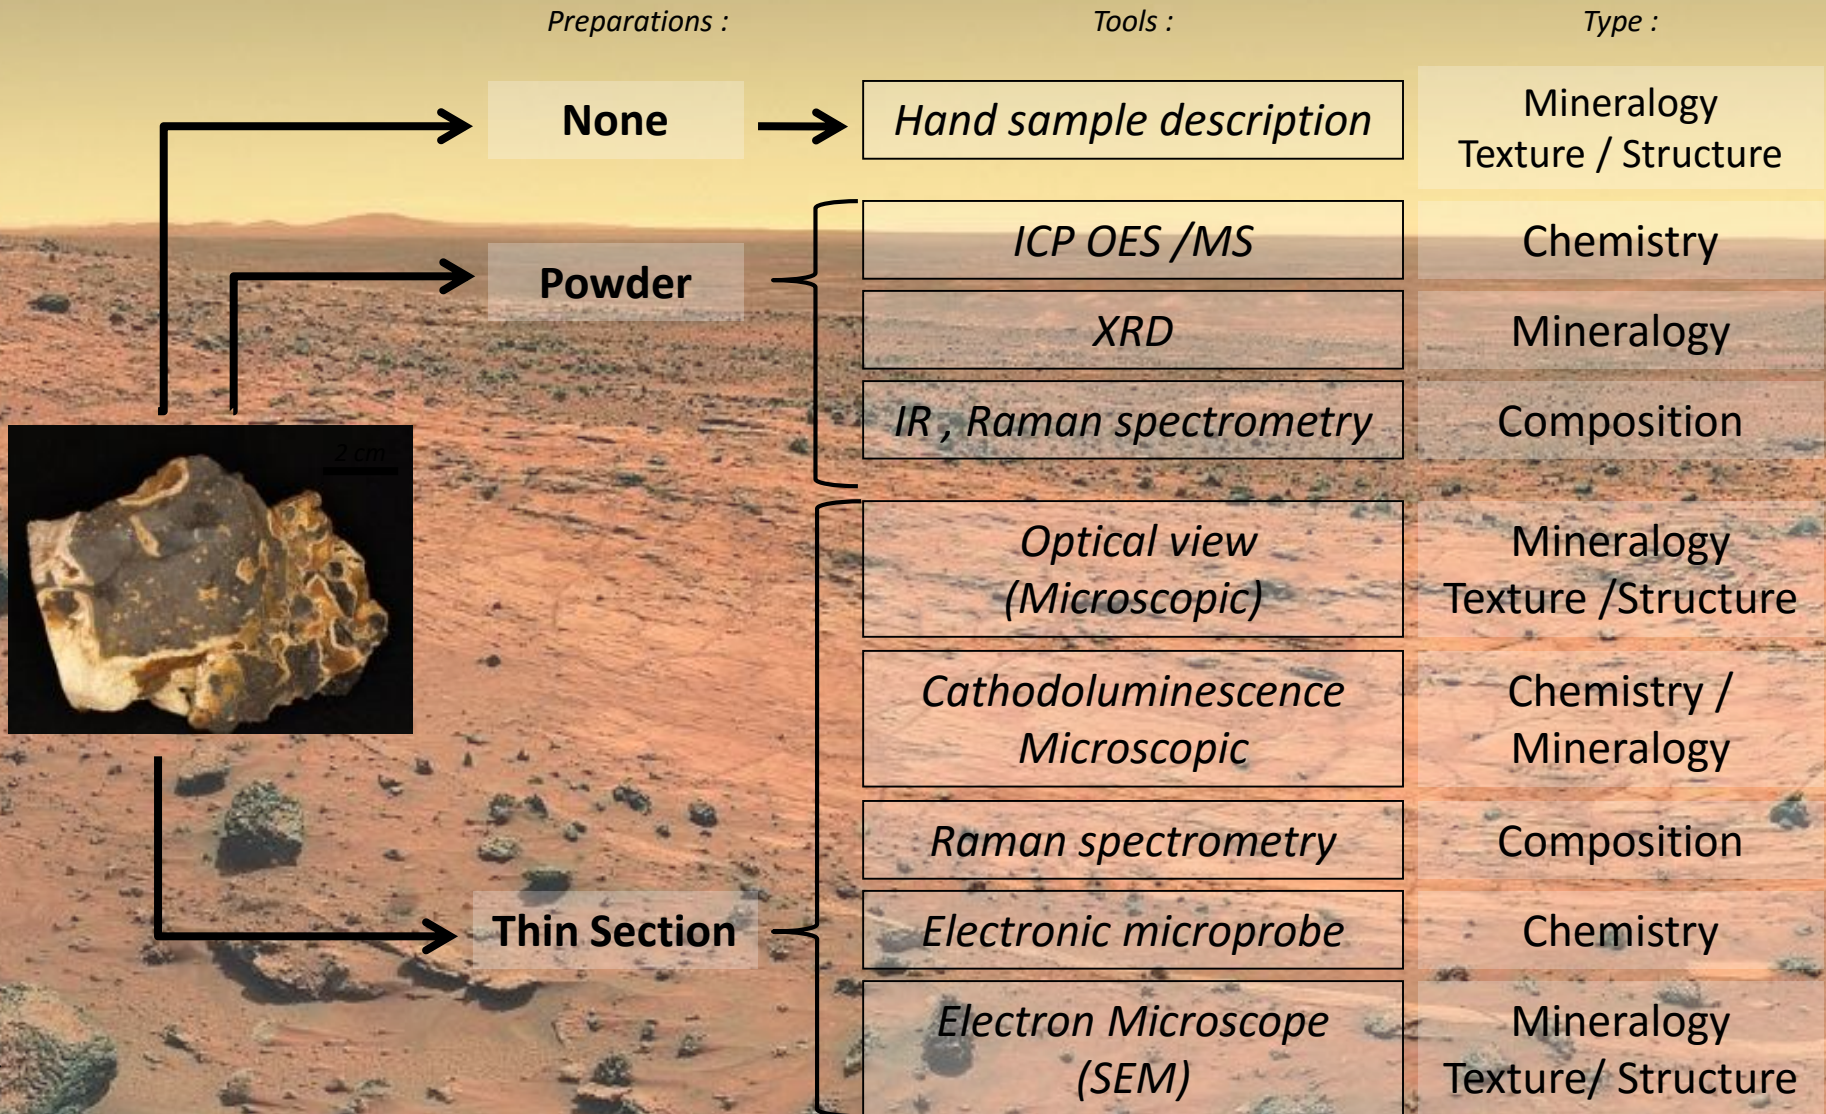 Preparations :
Tools :
Type :
None
Hand sample description
Mineralogy
Texture / Structure
Powder
ICP OES /MS
Chemistry
XRD
Mineralogy
IR , Raman spectrometry
Composition
2 cm
Thin Section
Optical view
(Microscopic)
Mineralogy
Texture /Structure
Cathodoluminescence
Microscopic
Chemistry /
Mineralogy
Raman spectrometry
Composition
Electronic microprobe
Chemistry
Electron Microscope
(SEM)
Mineralogy
Texture/ Structure